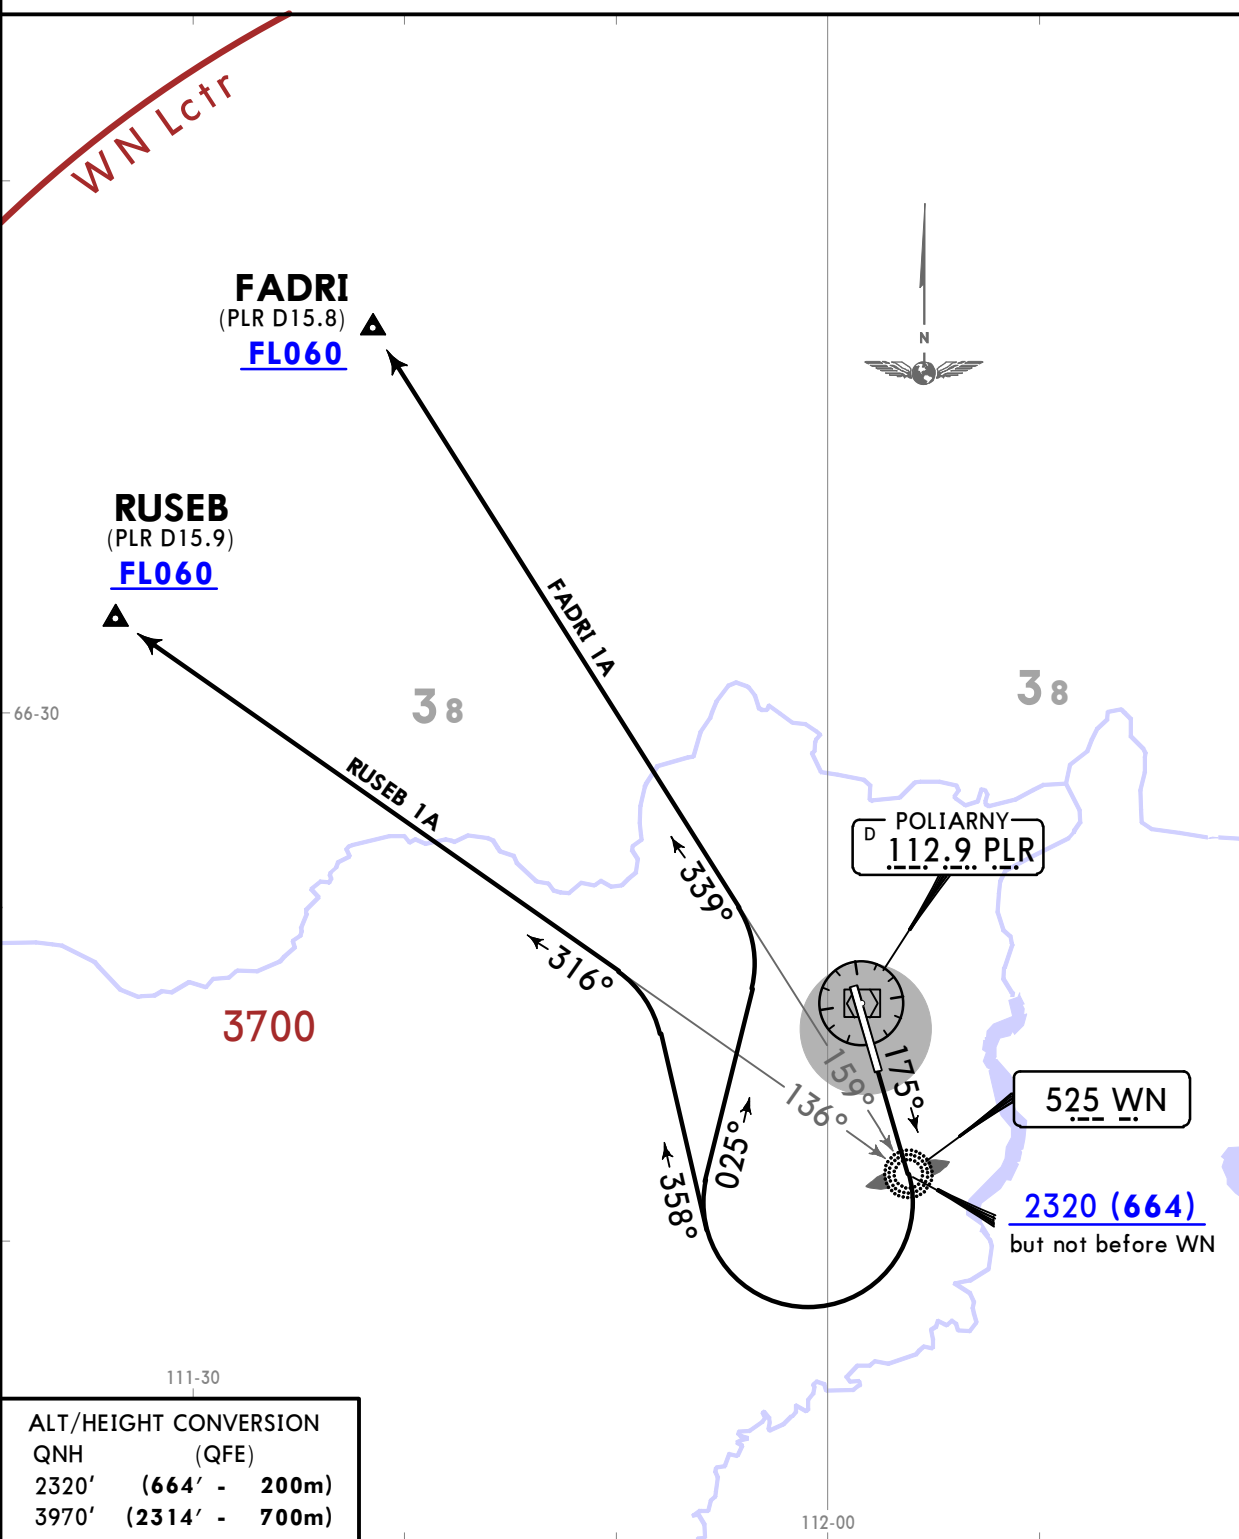 WN Lctr
FADRI
(PLR D15.8)
FL060
N
RUSEB
(PLR D15.9)
FL060
FADRI 1A
38
38
66-30
RUSEB 1A
POLIARNY
D 112.9 PLR
339°
316°
3700
175°
159°
136°
525 WN
025°
358°
2320 (664)
but not before WN
111-30
ALT/HEIGHT CONVERSION
QNH (QFE)
2320' (664' - 200m)
3970' (2314' - 700m)
112-00